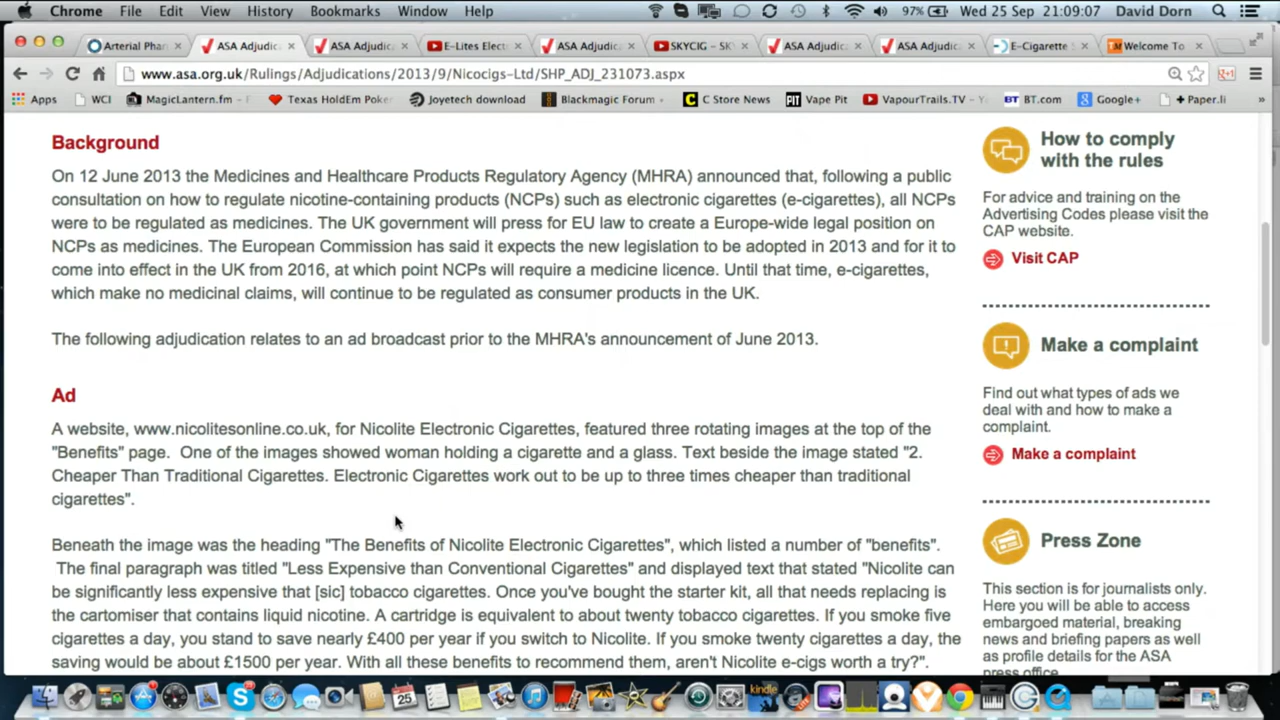 Chrome File Edit View History Bookmarks Window Help 97% Wed 25 Sep 21:09:07 David Dorn
Arterial Phar ASA Adjudic ASA Adjudic E-Lites Elect ASA Adjudic SKYCIG – SK ASA Adjudic ASA Adjudic E-Cigarette Welcome To
www.asa.org.uk/Rulings/Adjudications/2013/9/Nicocigs-Ltd/SHP_ADJ_231073.aspx
Apps WCI MagicLantern.fm – F Texas HoldEm Poker Joyetech download Blackmagic Forum • C Store News Vape Pit VapourTrails.TV – Y BT.com Google+ + Paper.li »
Background
On 12 June 2013 the Medicines and Healthcare Products Regulatory Agency (MHRA) announced that, following a public
consultation on how to regulate nicotine-containing products (NCPs) such as electronic cigarettes (e-cigarettes), all NCPs
were to be regulated as medicines. The UK government will press for EU law to create a Europe-wide legal position on
NCPs as medicines. The European Commission has said it expects the new legislation to be adopted in 2013 and for it to
come into effect in the UK from 2016, at which point NCPs will require a medicine licence. Until that time, e-cigarettes,
which make no medicinal claims, will continue to be regulated as consumer products in the UK.
The following adjudication relates to an ad broadcast prior to the MHRA's announcement of June 2013.
Ad
A website, www.nicolitesonline.co.uk, for Nicolite Electronic Cigarettes, featured three rotating images at the top of the
"Benefits" page. One of the images showed woman holding a cigarette and a glass. Text beside the image stated "2.
Cheaper Than Traditional Cigarettes. Electronic Cigarettes work out to be up to three times cheaper than traditional
cigarettes".
Beneath the image was the heading "The Benefits of Nicolite Electronic Cigarettes", which listed a number of "benefits".
The final paragraph was titled "Less Expensive than Conventional Cigarettes" and displayed text that stated "Nicolite can
be significantly less expensive that [sic] tobacco cigarettes. Once you've bought the starter kit, all that needs replacing is
the cartomiser that contains liquid nicotine. A cartridge is equivalent to about twenty tobacco cigarettes. If you smoke five
cigarettes a day, you stand to save nearly £400 per year if you switch to Nicolite. If you smoke twenty cigarettes a day, the
saving would be about £1500 per year. With all these benefits to recommend them, aren't Nicolite e-cigs worth a try?".
How to comply
with the rules
For advice and training on the
Advertising Codes please visit the
CAP website.
Visit CAP
Make a complaint
Find out what types of ads we
deal with and how to make a
complaint.
Make a complaint
Press Zone
This section is for journalists only.
Here you will be able to access
embargoed material, breaking
news and briefing papers as well
as profile details for the ASA
press office